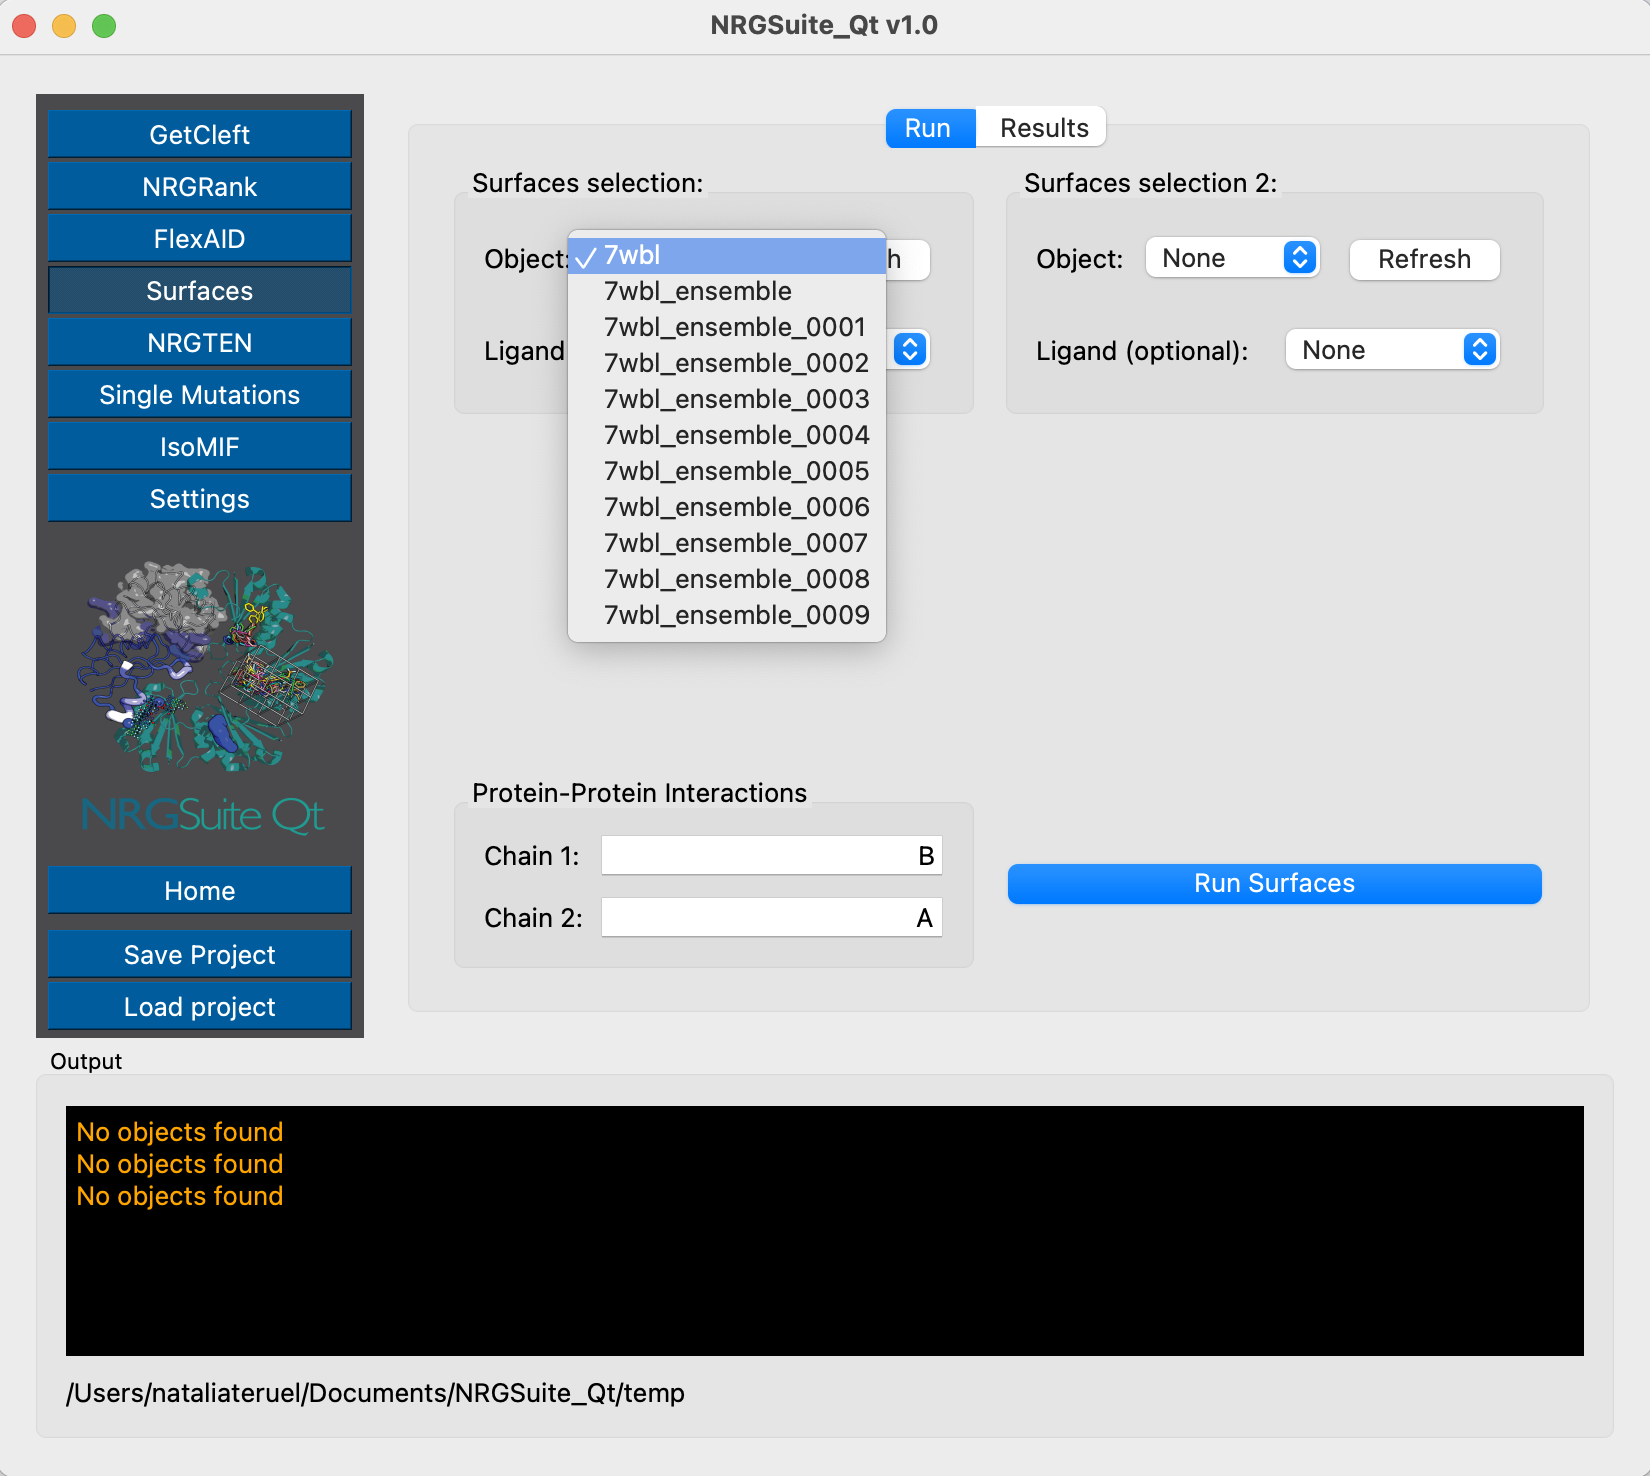 NRGSuite_Qt v1.0
GetCleft
NRGRank
FlexAID
Surfaces
NRGTEN
Single Mutations
IsoMIF
Settings
NRGSuite Qt
Home
Save Project
Load project
Run
Results
Surfaces selection:
Object:
7wbl
7wbl_ensemble
7wbl_ensemble_0001
7wbl_ensemble_0002
7wbl_ensemble_0003
7wbl_ensemble_0004
7wbl_ensemble_0005
7wbl_ensemble_0006
7wbl_ensemble_0007
7wbl_ensemble_0008
7wbl_ensemble_0009
h
Ligand
Surfaces selection 2:
Object: None Refresh
Ligand (optional): None
Protein-Protein Interactions
Chain 1: B
Chain 2: A
Run Surfaces
Output
No objects found
No objects found
No objects found
/Users/nataliateruel/Documents/NRGSuite_Qt/temp